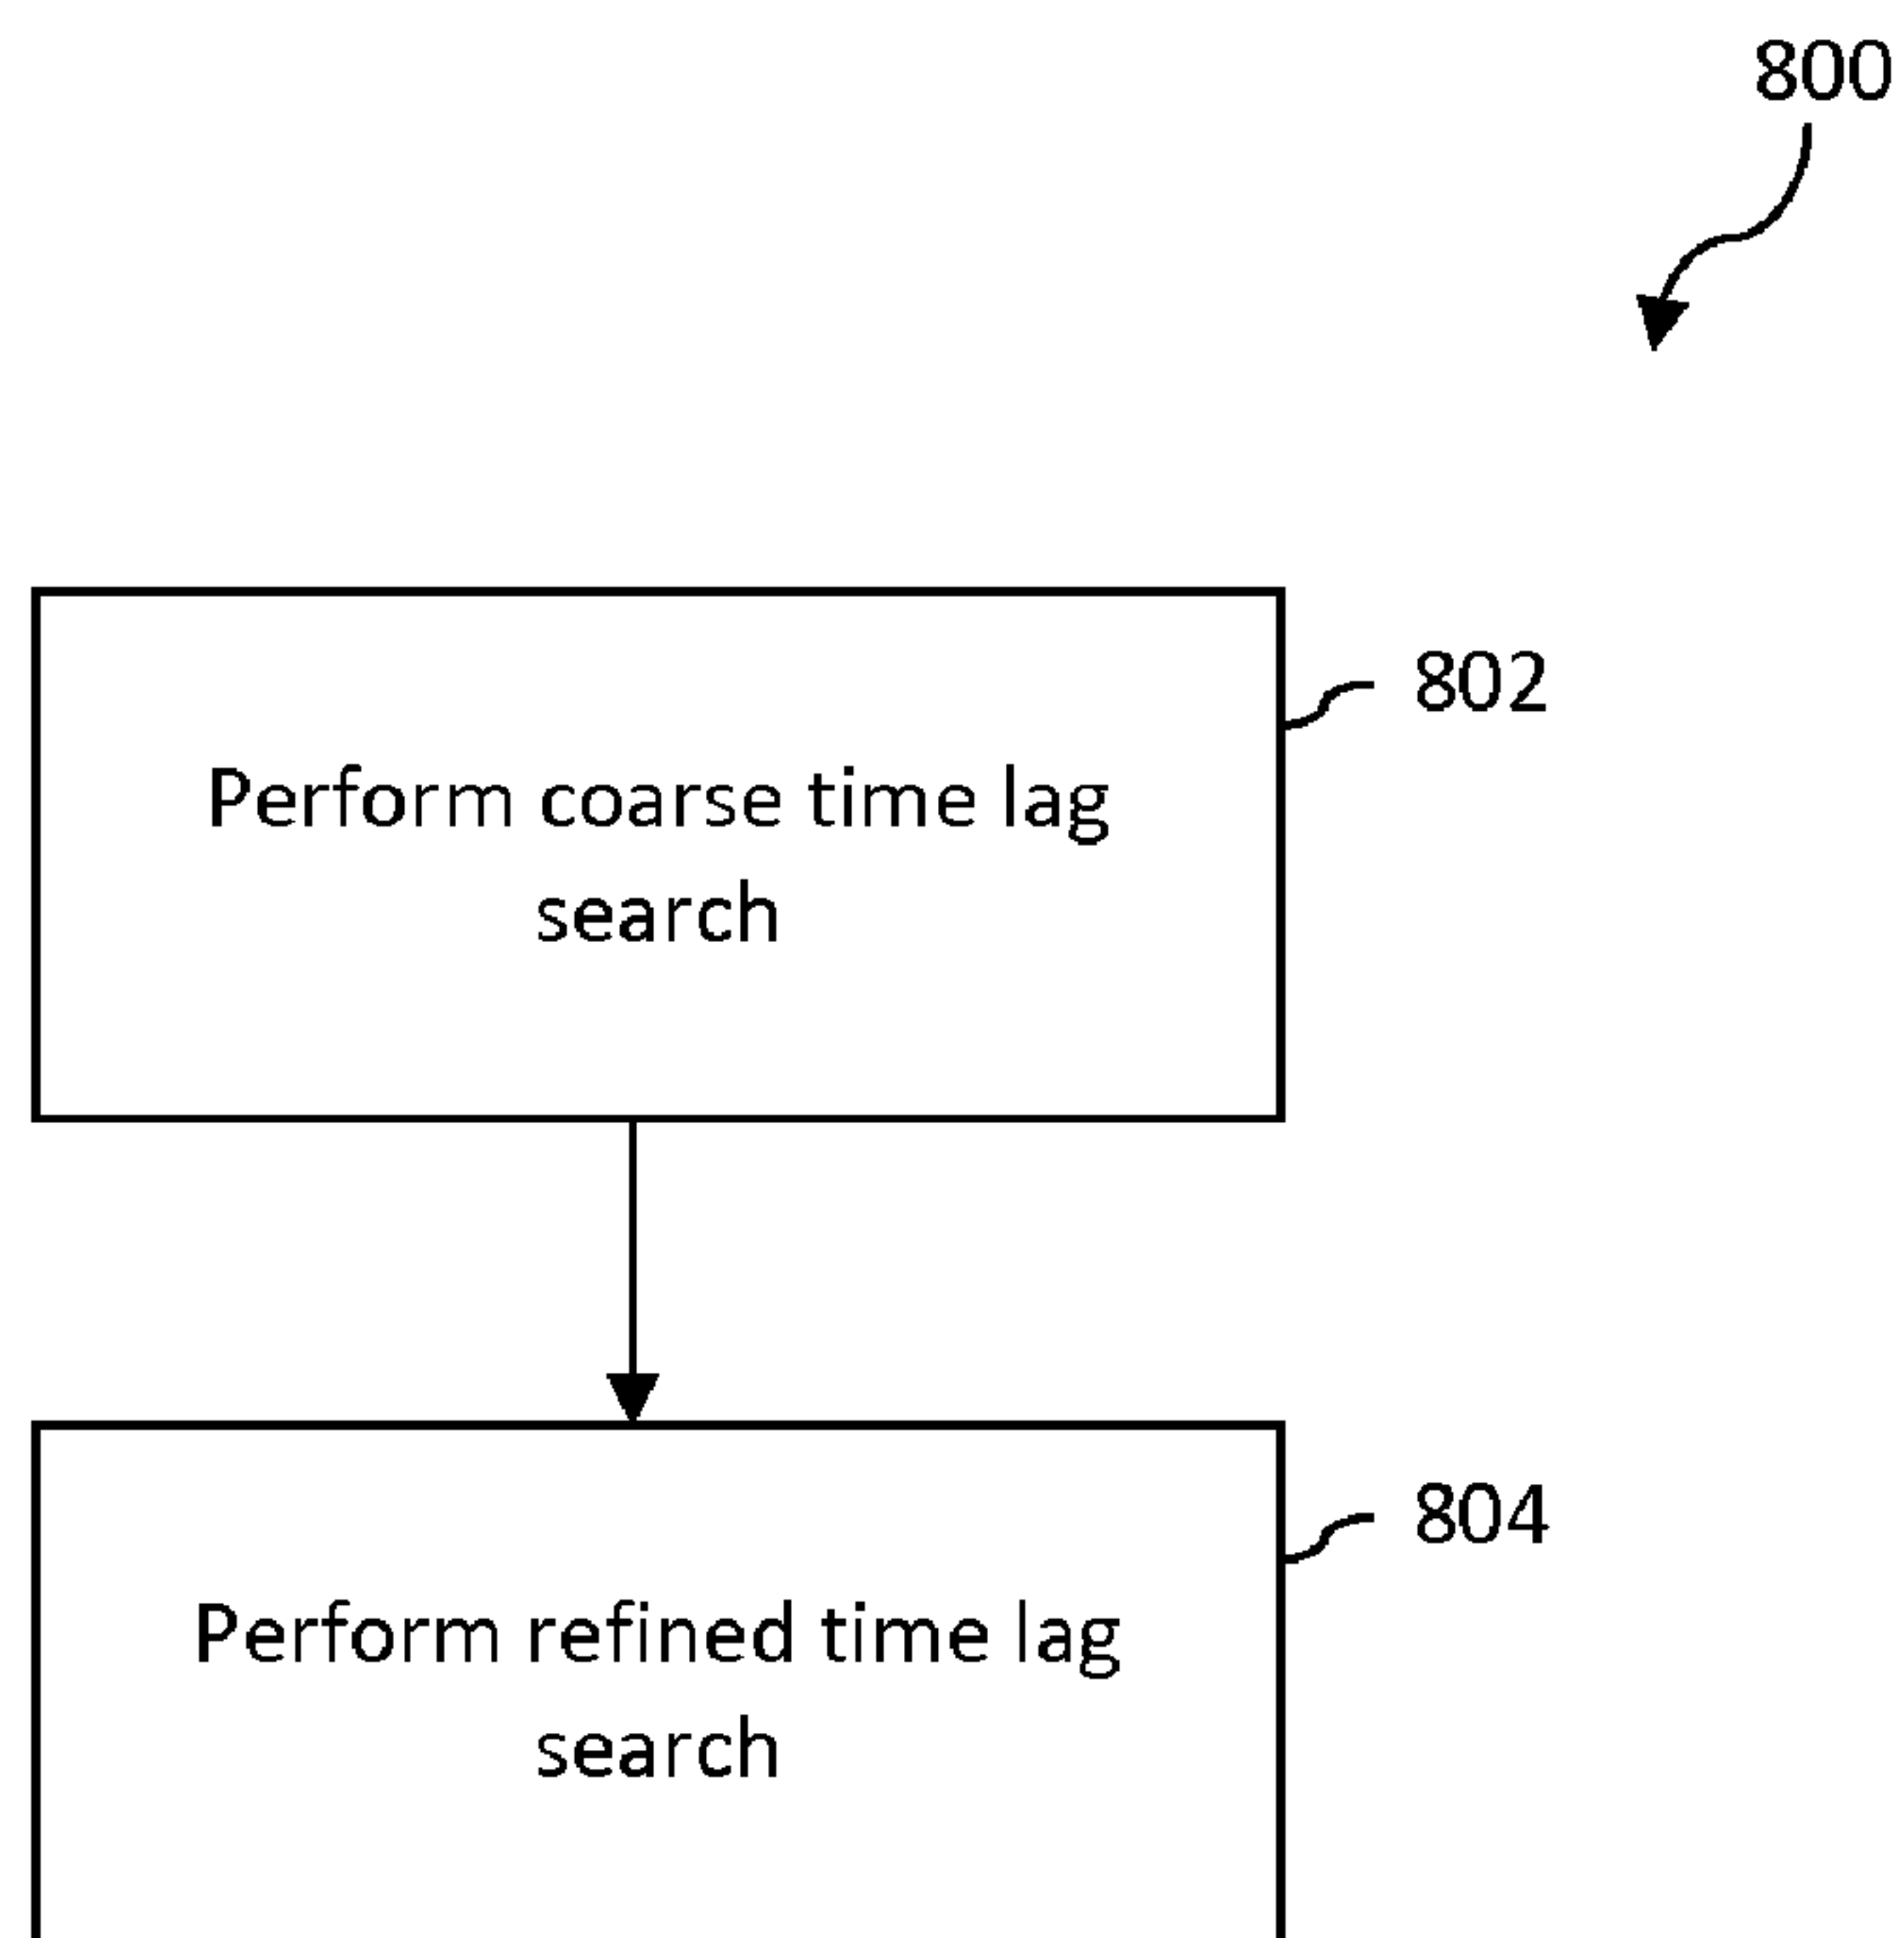 800
802
Perform coarse time lag
search
804
Perform refined time lag
search